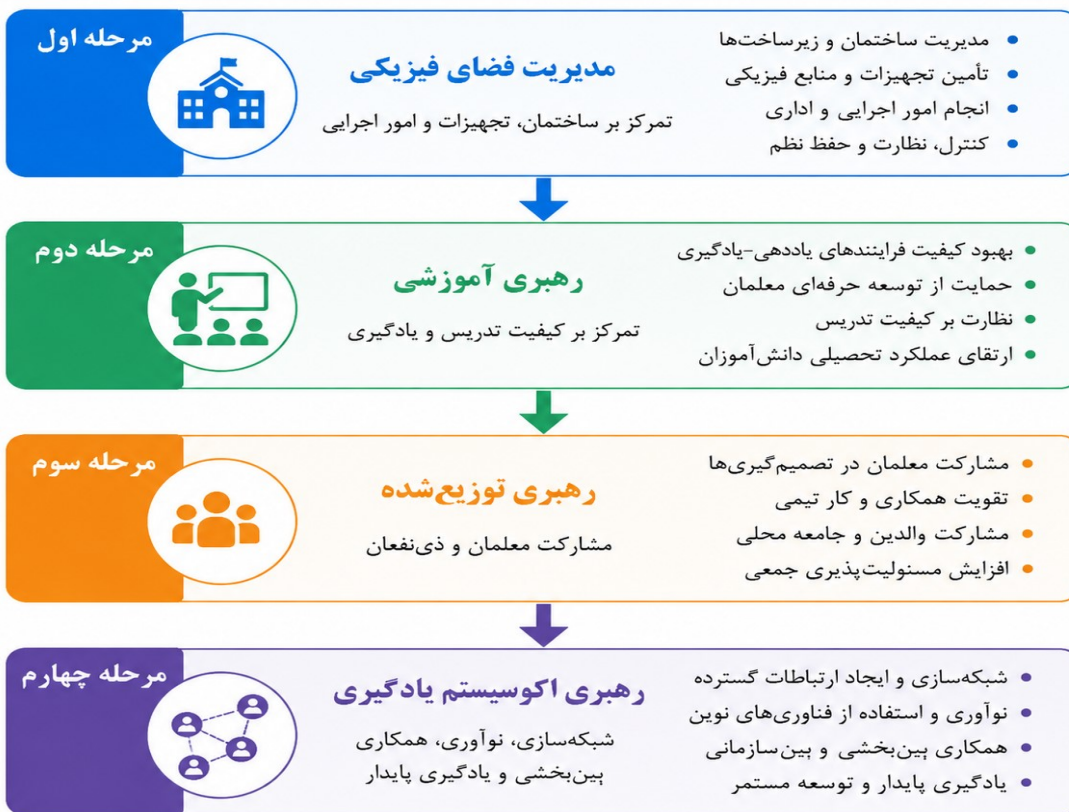 مرحله اول
مدیریت فضای فیزیکی
تمرکز بر ساختمان، تجهیزات و امور اجرایی
• مدیریت ساختمان و زیرساخت‌ها
• تأمین تجهیزات و منابع فیزیکی
• انجام امور اجرایی و اداری
• کنترل، نظارت و حفظ نظم
مرحله دوم
رهبری آموزشی
تمرکز بر کیفیت تدریس و یادگیری
• بهبود کیفیت فرایندهای یاددهی-یادگیری
• حمایت از توسعه حرفه‌ای معلمان
• نظارت بر کیفیت تدریس
• ارتقای عملکرد تحصیلی دانش‌آموزان
مرحله سوم
رهبری توزیع‌شده
مشارکت معلمان و ذی‌نفعان
• مشارکت معلمان در تصمیم‌گیری‌ها
• تقویت همکاری و کار تیمی
• مشارکت والدین و جامعه محلی
• افزایش مسئولیت‌پذیری جمعی
مرحله چهارم
رهبری اکوسیستم یادگیری
شبکه‌سازی، نوآوری، همکاری
بین‌بخشی و یادگیری پایدار
• شبکه‌سازی و ایجاد ارتباطات گسترده
• نوآوری و استفاده از فناوری‌های نوین
• همکاری بین‌بخشی و بین‌سازمانی
• یادگیری پایدار و توسعه مستمر